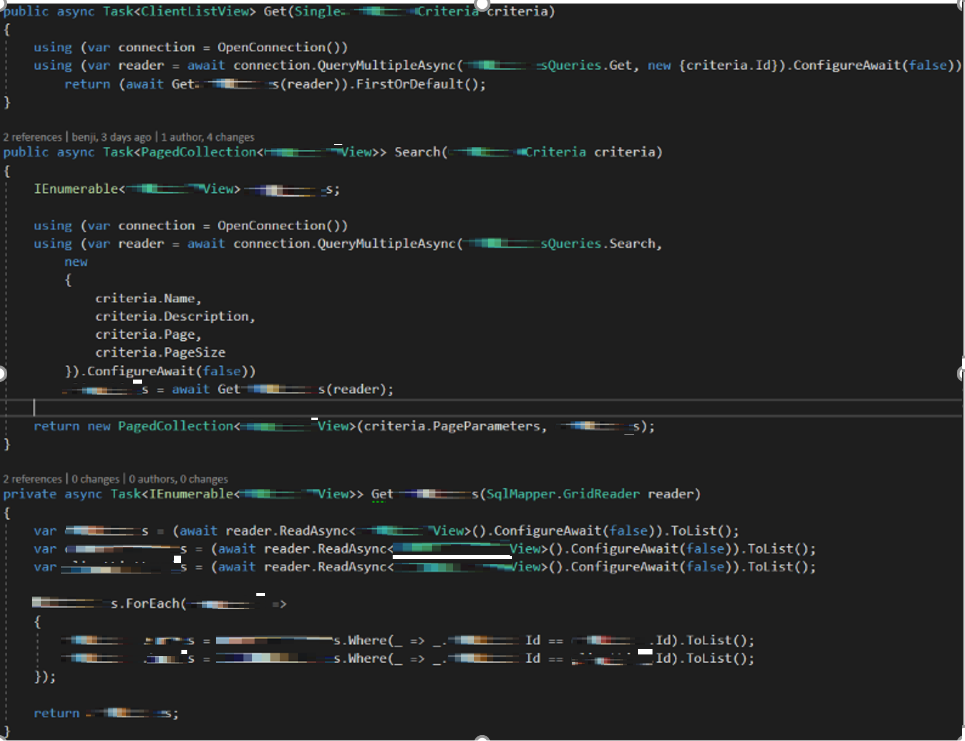 public async Task<ClientListView> Get(Single Criteria criteria)
{
using (var connection = OpenConnection())
using (var reader = await connection.QueryMultipleAsync( sQueries.Get, new {criteria.Id}).ConfigureAwait(false))
return (await Get s(reader)).FirstOrDefault();
}
2 references | benji, 3 days ago | 1 author, 4 changes
public async Task<PagedCollection< View>> Search( Criteria criteria)
{
IEnumerable< View> s;
using (var connection = OpenConnection())
using (var reader = await connection.QueryMultipleAsync( sQueries.Search,
new
{
criteria.Name,
criteria.Description,
criteria.Page,
criteria.PageSize
}).ConfigureAwait(false))
s = await Get s(reader);
return new PagedCollection< View>(criteria.PageParameters, s);
}
2 references | 0 changes | 0 authors, 0 changes
private async Task<IEnumerable< View>> Get s(SqlMapper.GridReader reader)
{
var s = (await reader.ReadAsync< View>().ConfigureAwait(false)).ToList();
var s = (await reader.ReadAsync< View>().ConfigureAwait(false)).ToList();
var s = (await reader.ReadAsync< View>().ConfigureAwait(false)).ToList();
s.ForEach( =>
{
s = s.Where(_ => _. Id == .Id).ToList();
s = s.Where(_ => _. Id == Id).ToList();
});
return s;
}